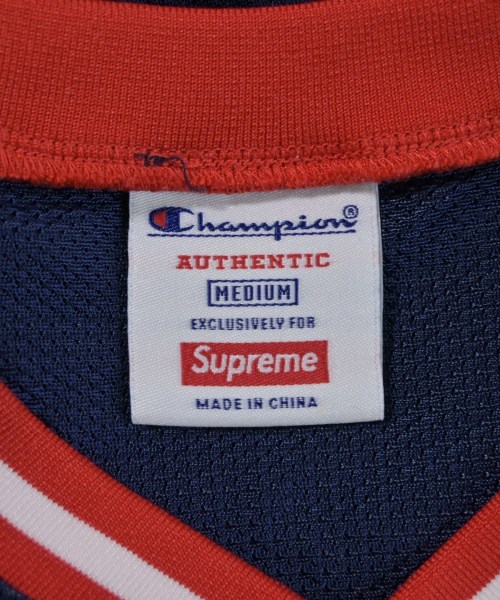 Champion®
AUTHENTIC
MEDIUM
EXCLUSIVELY FOR
Supreme
MADE IN CHINA